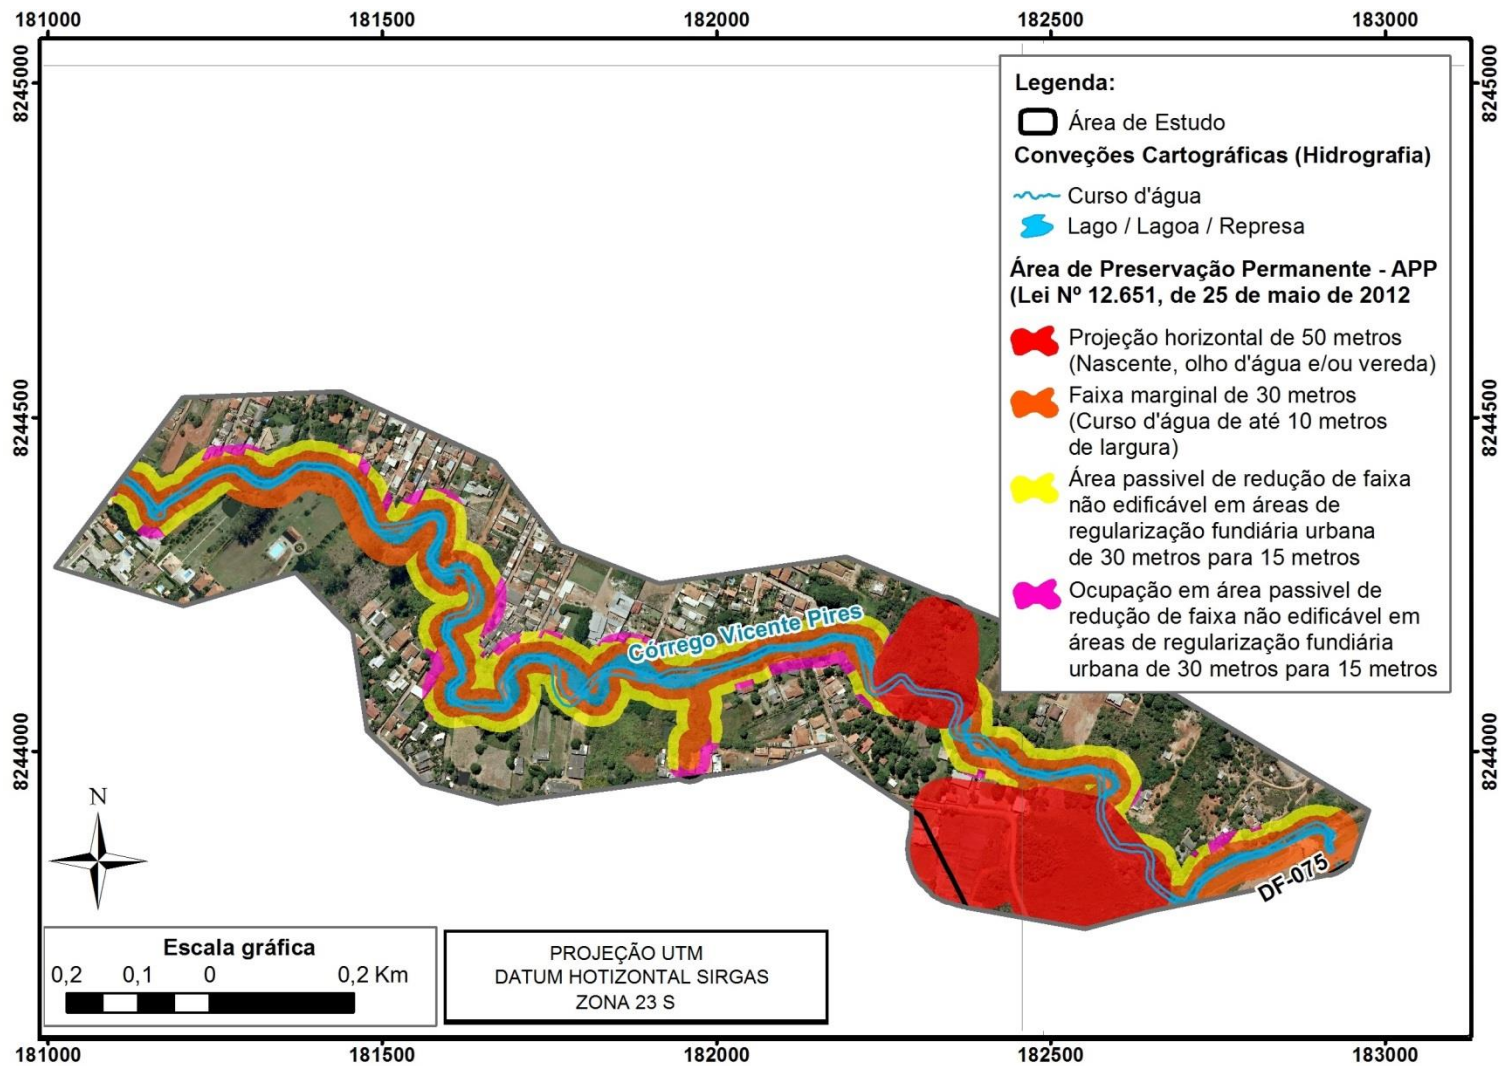 181000 181500 182000 182500 183000
8245000
8245000
Legenda:
Área de Estudo
Conveções Cartográficas (Hidrografia)
Curso d'água
Lago / Lagoa / Represa
Área de Preservação Permanente - APP
(Lei Nº 12.651, de 25 de maio de 2012
Projeção horizontal de 50 metros
(Nascente, olho d'água e/ou vereda)
Faixa marginal de 30 metros
(Curso d'água de até 10 metros
de largura)
Área passivel de redução de faixa
não edificável em áreas de
regularização fundiária urbana
de 30 metros para 15 metros
Ocupação em área passivel de
redução de faixa não edificável em
áreas de regularização fundiária
urbana de 30 metros para 15 metros
8244500
8244500
Córrego Vicente Pires
8244000
8244000
DF-075
N
Escala gráfica
0,2 0,1 0 0,2 Km
PROJEÇÃO UTM
DATUM HOTIZONTAL SIRGAS
ZONA 23 S
181000 181500 182000 182500 183000